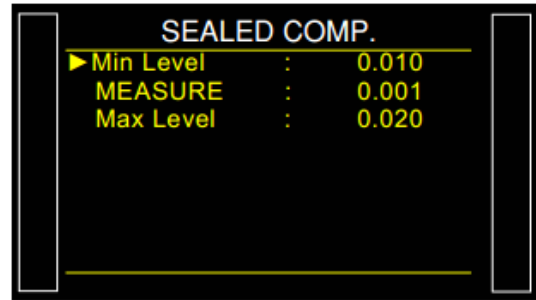 SEALED COMP.
►Min Level : 0.010
MEASURE : 0.001
Max Level : 0.020